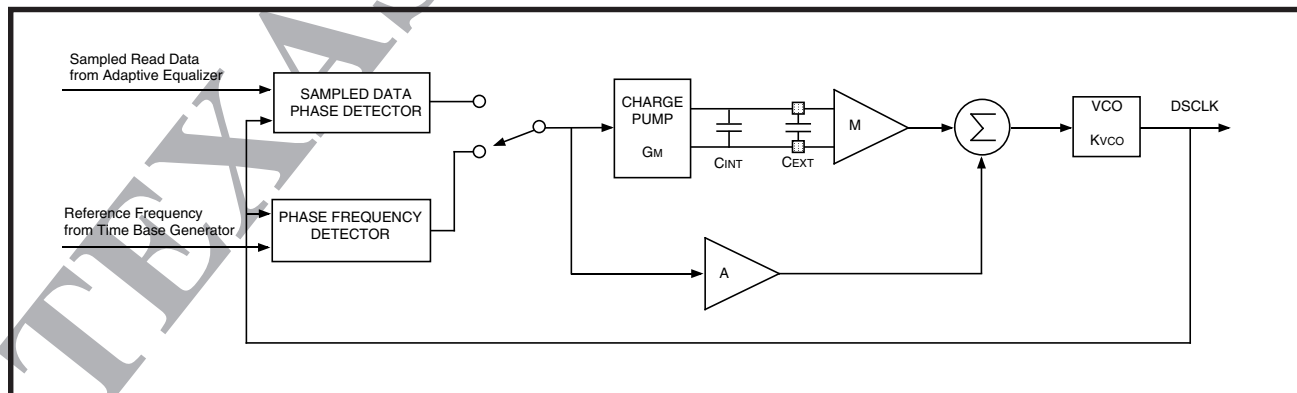 Sampled Read Data
from Adaptive Equalizer
SAMPLED DATA
PHASE DETECTOR
Reference Frequency
from Time Base Generator
PHASE FREQUENCY
DETECTOR
CHARGE
PUMP
GM
CINT
CEXT
M
A
Σ
VCO
KVCO
DSCLK
TEXAS